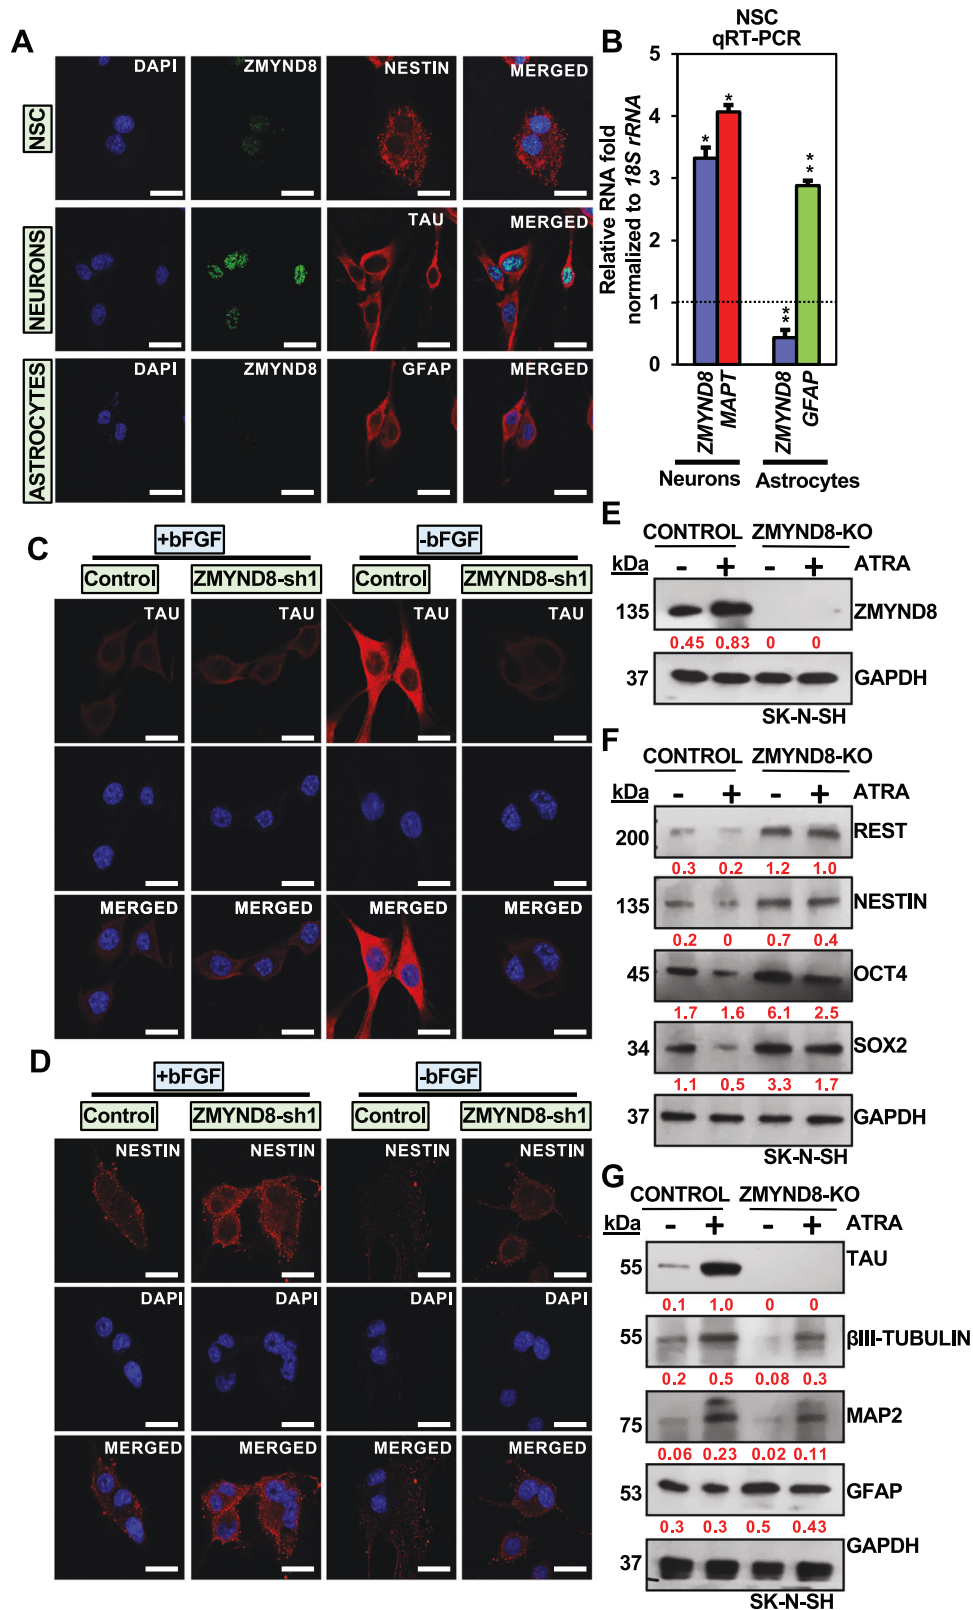 A
DAPI ZMYND8 NESTIN MERGED
NSC
TAU MERGED
NEURONS
DAPI ZMYND8 GFAP MERGED
ASTROCYTES
B
NSC
qRT-PCR
Relative RNA fold
normalized to 18S rRNA
5
4
3
2
1
0
* * ** **
ZMYND8 MAPT ZMYND8 GFAP
Neurons Astrocytes
C
+bFGF -bFGF
Control ZMYND8-sh1 Control ZMYND8-sh1
TAU TAU TAU TAU
MERGED MERGED MERGED MERGED
D
+bFGF -bFGF
Control ZMYND8-sh1 Control ZMYND8-sh1
NESTIN NESTIN NESTIN NESTIN
DAPI DAPI DAPI DAPI
MERGED MERGED MERGED MERGED
E
CONTROL ZMYND8-KO
kDa - + - + ATRA
135 ZMYND8
0.45 0.83 0 0
37 GAPDH
SK-N-SH
F
CONTROL ZMYND8-KO
kDa - + - + ATRA
200 REST
0.3 0.2 1.2 1.0
135 NESTIN
0.2 0 0.7 0.4
45 OCT4
1.7 1.6 6.1 2.5
34 SOX2
1.1 0.5 3.3 1.7
37 GAPDH
SK-N-SH
G
CONTROL ZMYND8-KO
kDa - + - + ATRA
55 TAU
0.1 1.0 0 0
55 βIII-TUBULIN
0.2 0.5 0.08 0.3
75 MAP2
0.06 0.23 0.02 0.11
53 GFAP
0.3 0.3 0.5 0.43
37 GAPDH
SK-N-SH